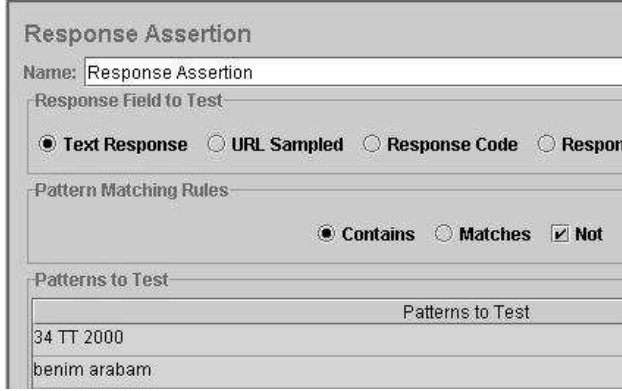 Response Assertion
Name: Response Assertion
Response Field to Test
Text Response URL Sampled Response Code Respon
Pattern Matching Rules
Contains Matches Not
Patterns to Test
Patterns to Test
34 TT 2000
benim arabam